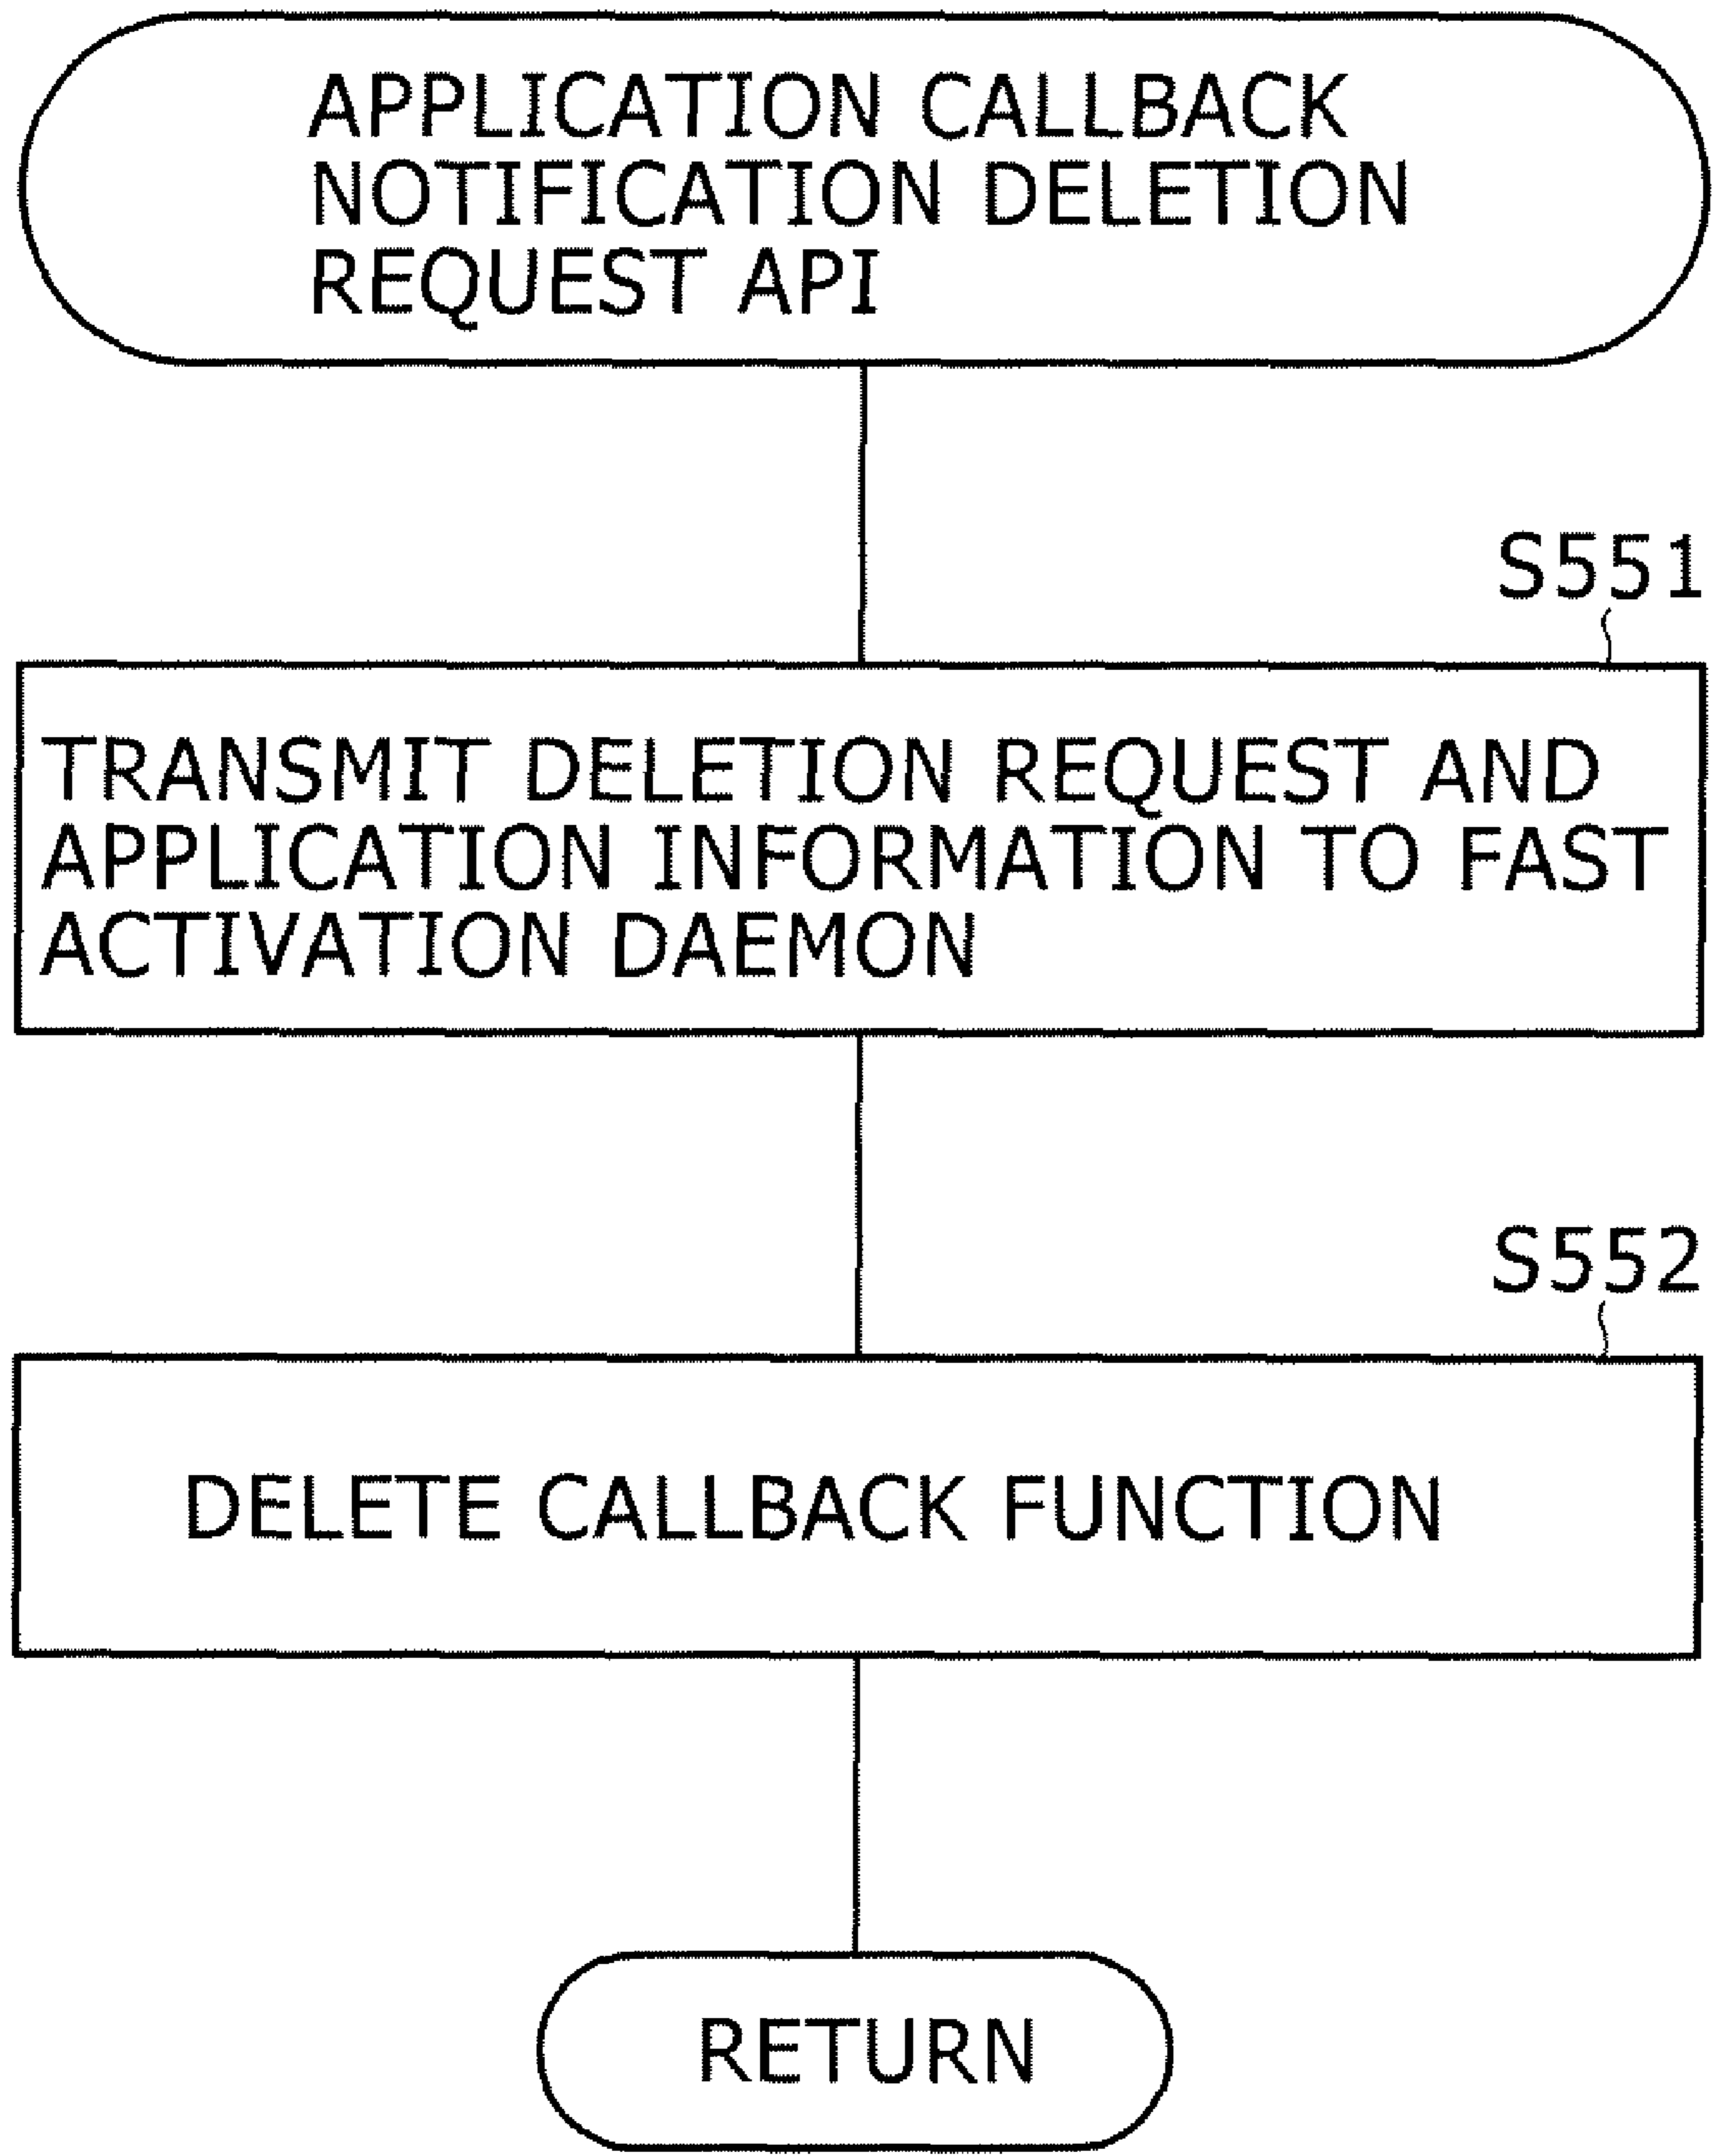 APPLICATION CALLBACK
NOTIFICATION DELETION
REQUEST API
S551
TRANSMIT DELETION REQUEST AND
APPLICATION INFORMATION TO FAST
ACTIVATION DAEMON
S552
DELETE CALLBACK FUNCTION
RETURN